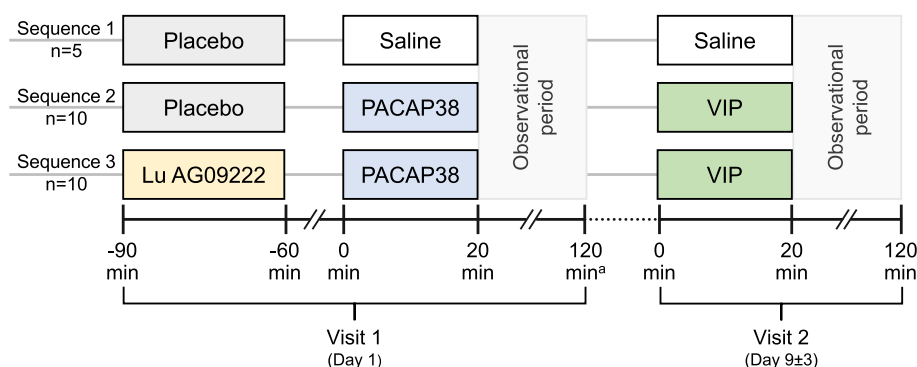 Sequence 1
n=5
Placebo
Saline
Saline
Sequence 2
n=10
Placebo
PACAP38
VIP
Sequence 3
n=10
Lu AG09222
PACAP38
VIP
Observational
period
Observational
period
-90
min
-60
min
0
min
20
min
120
minᵃ
0
min
20
min
120
min
Visit 1
(Day 1)
Visit 2
(Day 9±3)